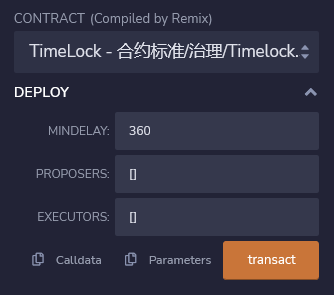 CONTRACT (Compiled by Remix)
TimeLock - 合约标准/治理/Timelock.
DEPLOY
MINDELAY: 360
PROPOSERS: []
EXECUTORS: []
Calldata Parameters transact